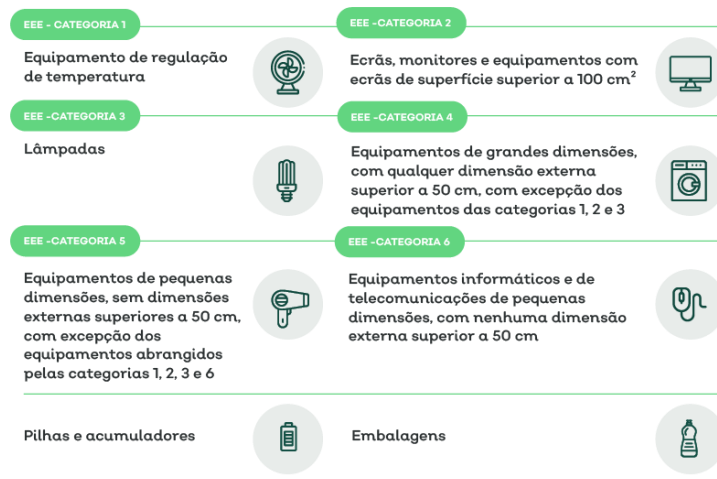 EEE - CATEGORIA 1
Equipamento de regulação
de temperatura
EEE -CATEGORIA 2
Ecrãs, monitores e equipamentos com
ecrãs de superfície superior a 100 cm²
EEE -CATEGORIA 3
Lâmpadas
EEE -CATEGORIA 4
Equipamentos de grandes dimensões,
com qualquer dimensão externa
superior a 50 cm, com excepção dos
equipamentos das categorias 1, 2 e 3
EEE -CATEGORIA 5
Equipamentos de pequenas
dimensões, sem dimensões
externas superiores a 50 cm,
com excepção dos
equipamentos abrangidos
pelas categorias 1, 2, 3 e 6
EEE -CATEGORIA 6
Equipamentos informáticos e de
telecomunicações de pequenas
dimensões, com nenhuma dimensão
externa superior a 50 cm
Pilhas e acumuladores
Embalagens